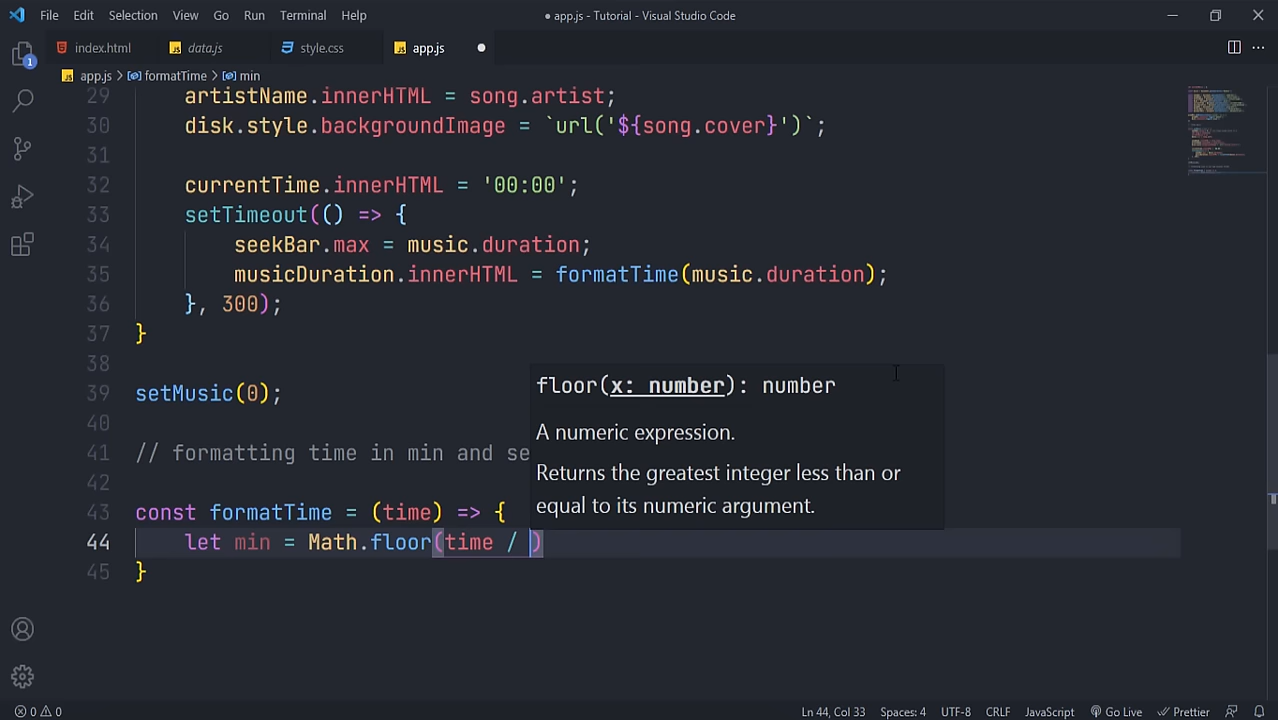 File Edit Selection View Go Run Terminal Help ● app.js - Tutorial - Visual Studio Code
index.html JS data.js style.css JS app.js ●
JS app.js > formatTime > min
29 artistName.innerHTML = song.artist;
30 disk.style.backgroundImage = `url('${song.cover}')`;
31
32 currentTime.innerHTML = '00:00';
33 setTimeout(() => {
34 seekBar.max = music.duration;
35 musicDuration.innerHTML = formatTime(music.duration);
36 }, 300);
37 }
38
39 setMusic(0);
40
41 // formatting time in min and se
42
43 const formatTime = (time) => {
44 let min = Math.floor(time / )
45 }
floor(x: number): number
A numeric expression.
Returns the greatest integer less than or
equal to its numeric argument.
1
0 0 Ln 44, Col 33 Spaces: 4 UTF-8 CRLF JavaScript Go Live Prettier